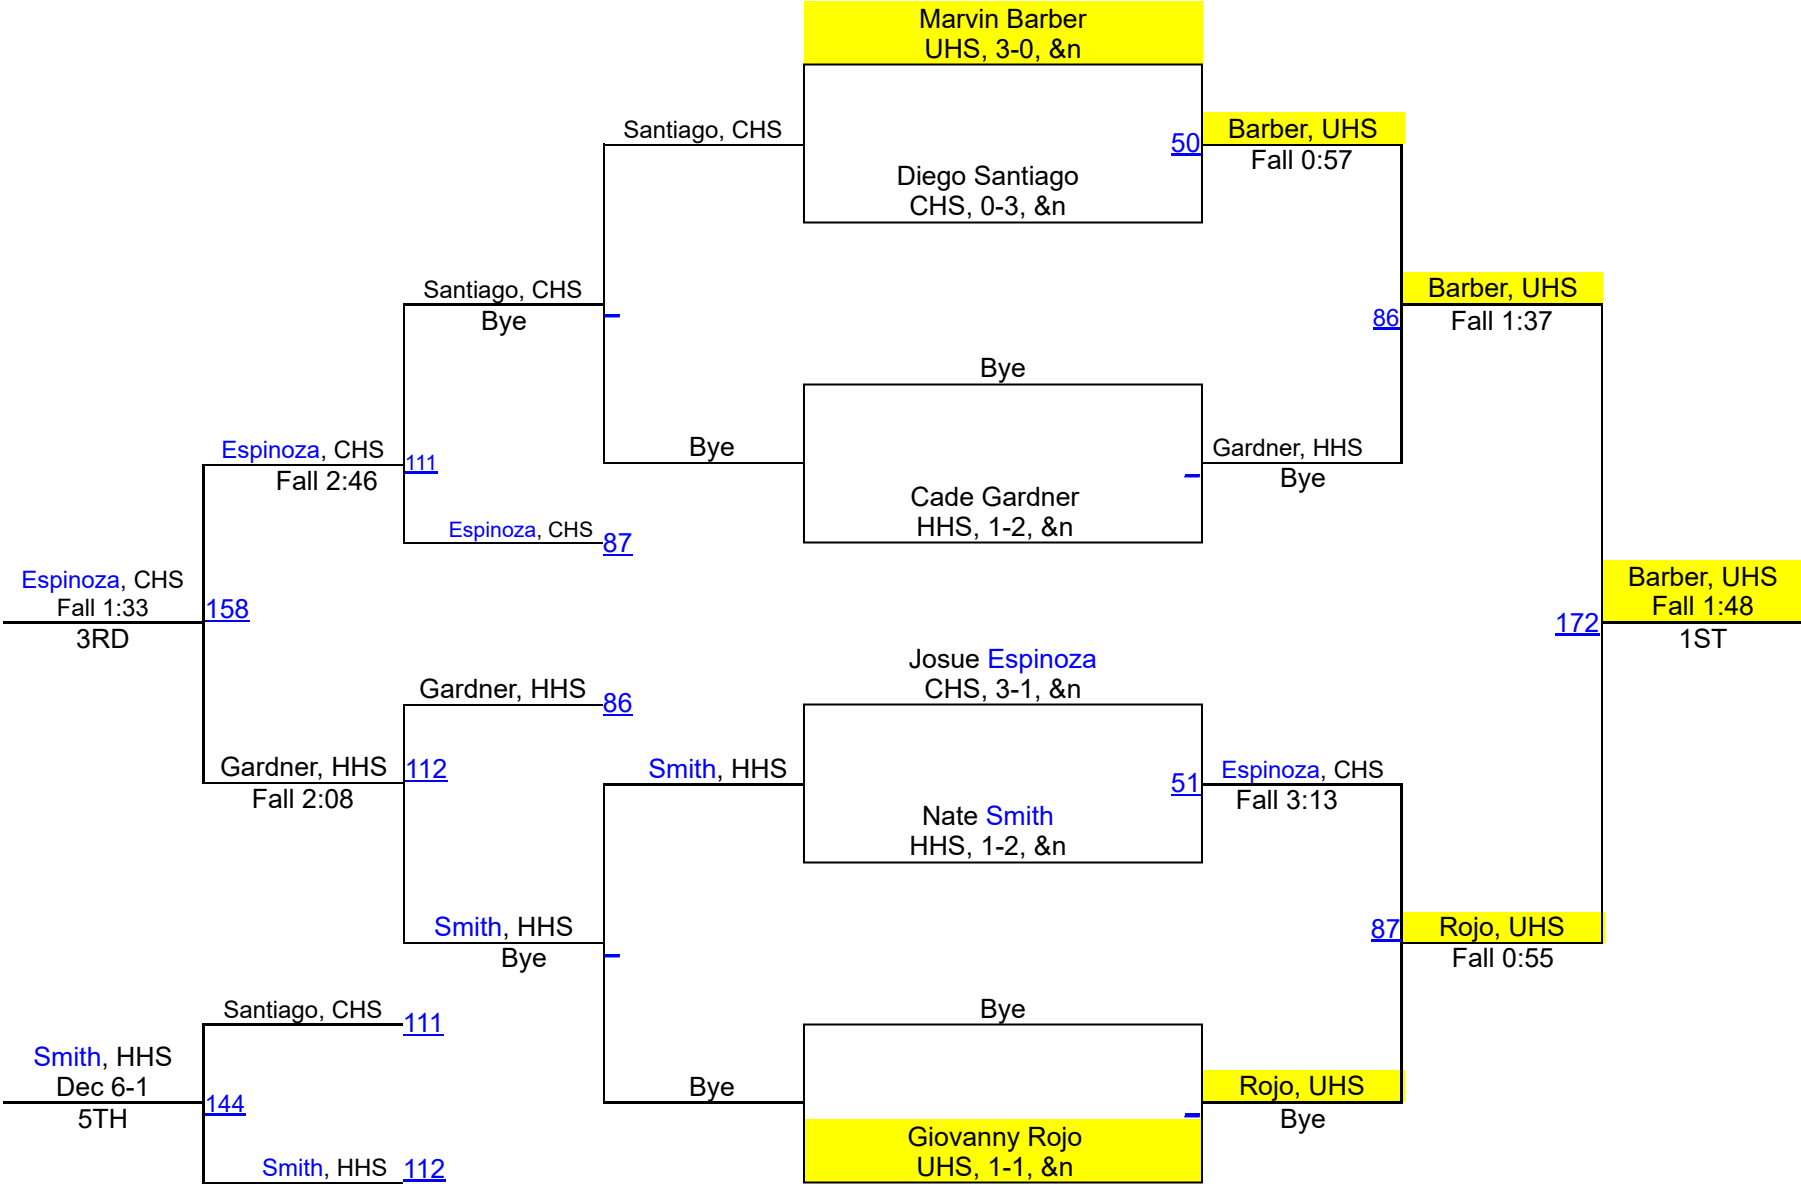 Marvin Barber
UHS, 3-0, &n
Santiago, CHS
50
Barber, UHS
Fall 0:57
Diego Santiago
CHS, 0-3, &n
Santiago, CHS
Bye
Barber, UHS
86
Fall 1:37
Bye
Espinoza, CHS
111
Fall 2:46
Bye
Gardner, HHS
Bye
Cade Gardner
HHS, 1-2, &n
Espinoza, CHS
87
Espinoza, CHS
Fall 1:33
158
3RD
Barber, UHS
Fall 1:48
172
1ST
Josue Espinoza
CHS, 3-1, &n
Gardner, HHS
86
Gardner, HHS
112
Fall 2:08
Smith, HHS
51
Espinoza, CHS
Fall 3:13
Nate Smith
HHS, 1-2, &n
Smith, HHS
Bye
87
Rojo, UHS
Fall 0:55
Santiago, CHS
111
Bye
Smith, HHS
Dec 6-1
144
5TH
Bye
Rojo, UHS
Bye
Giovanny Rojo
UHS, 1-1, &n
Smith, HHS
112